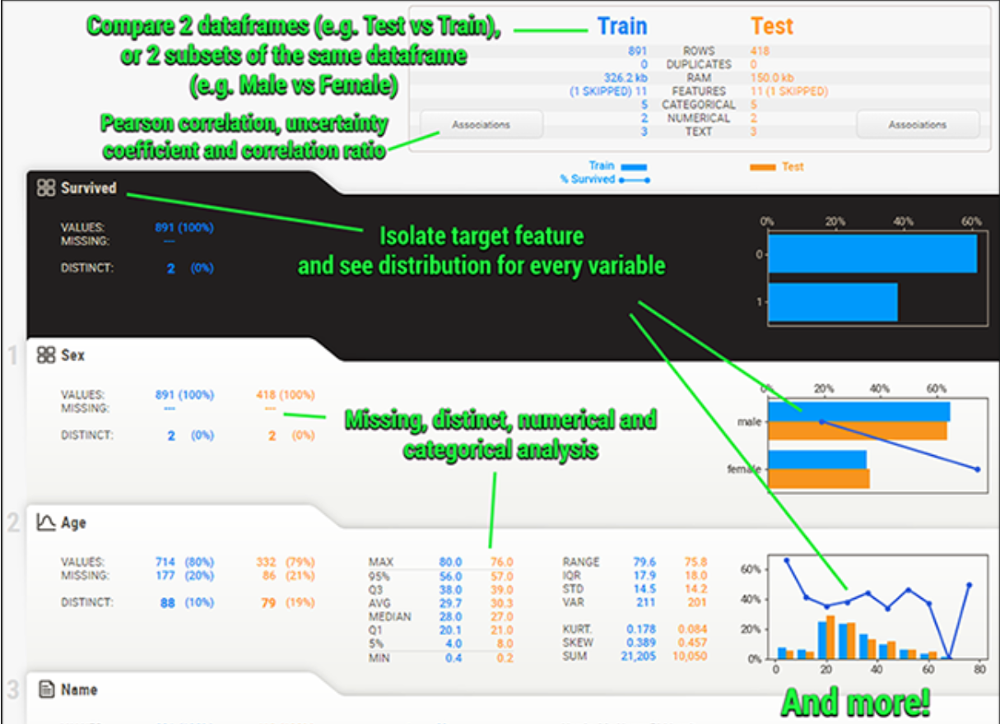 Compare 2 dataframes (e.g. Test vs Train),
or 2 subsets of the same dataframe
(e.g. Male vs Female)
Pearson correlation, uncertainty
coefficient and correlation ratio
Train Test
891 ROWS 418
0 DUPLICATES 0
326.2 kb RAM 150.0 kb
(1 SKIPPED) 11 FEATURES 11 (1 SKIPPED)
5 CATEGORICAL 5
2 NUMERICAL 2
3 TEXT 3
Associations Associations
Train Test
% Survived
Survived
VALUES: 891 (100%)
MISSING: ---
DISTINCT: 2 (0%)
Isolate target feature
and see distribution for every variable
0% 20% 40% 60%
0
1
1 Sex
VALUES: 891 (100%) 418 (100%)
MISSING: --- ---
DISTINCT: 2 (0%) 2 (0%)
Missing, distinct, numerical and
categorical analysis
0% 20% 40% 60%
male
female
2 Age
VALUES: 714 (80%) 332 (79%)
MISSING: 177 (20%) 86 (21%)
DISTINCT: 88 (10%) 79 (19%)
MAX 80.0 76.0
95% 56.0 57.0
Q3 38.0 39.0
AVG 29.7 30.3
MEDIAN 28.0 27.0
Q1 20.1 21.0
5% 4.0 8.0
MIN 0.4 0.2
RANGE 79.6 75.8
IQR 17.9 18.0
STD 14.5 14.2
VAR 211 201
KURT. 0.178 0.084
SKEW 0.389 0.457
SUM 21,205 10,050
60%
40%
20%
0%
0 20 40 60 80
3 Name
And more!